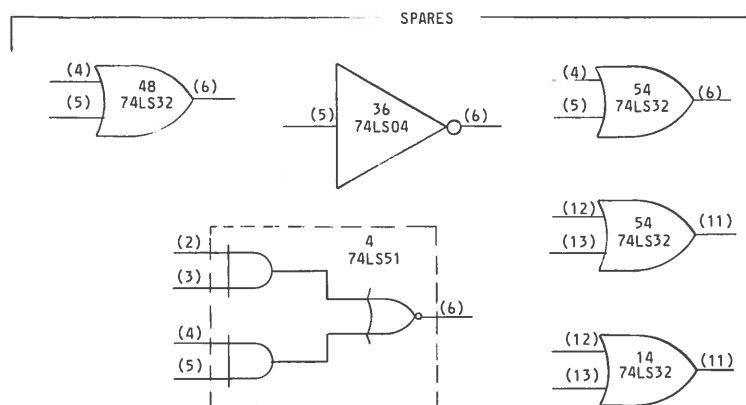 SPARES
(4) 48 (6)
74LS32
(5)
36
(5) 74LS04 (6)
(4) 54 (6)
(5) 74LS32
(12) 54 (11)
(13) 74LS32
4
74LS51
(2)
(3)
(6)
(4)
(5)
(12) 14 (11)
(13) 74LS32